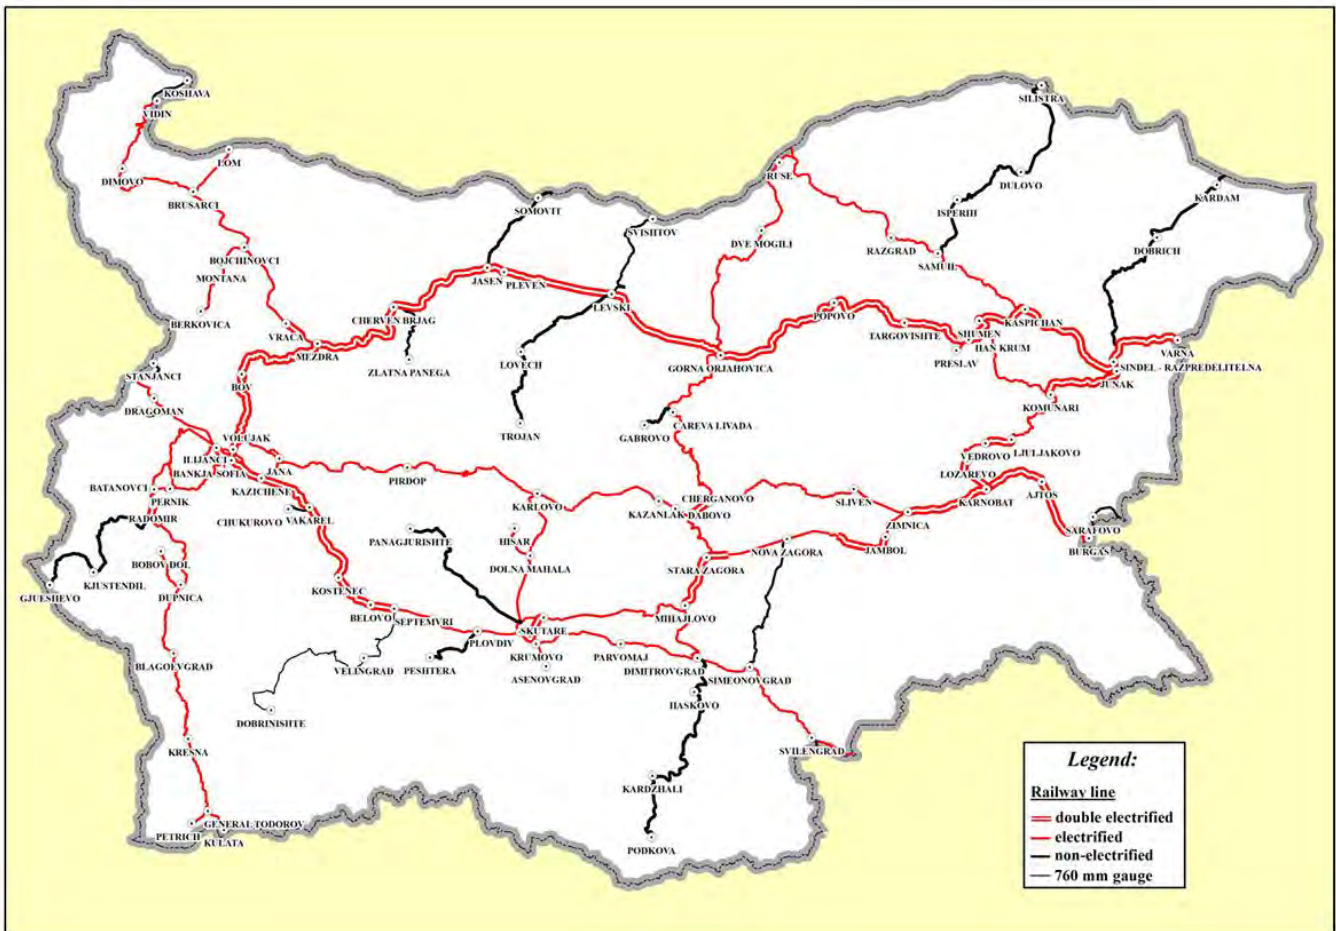 KOSHAVA
VIDIN
DIMOVO
LOM
BRUSARCI
BOJCHINOVCI
MONTANA
BERKOVICA
VRACA
MEZDRA
CHERVEN BRJAG
ZLATNA PANEGA
JASEN
PLEVEN
SOMOVIT
SVISHTOV
LEVSKI
LOVECH
TROJAN
RUSE
DVE MOGILI
RAZGRAD
SAMUIL
ISPERIH
DULOVO
SILISTRA
KARDAM
DOBRICH
POPOVO
TARGOVISHTE
SHUMEN
KASPICHAN
HAN KRUM
PRESLAV
VARNA
SINDEL - RAZPREDELITELNA
JUNAK
KOMUNARI
GORNA ORJAHOVICA
CAREVA LIVADA
GABROVO
STANJANCI
DRAGOMAN
BOV
VOLUJAK
ILIJANCI
BANKJA
SOFIA
JANA
KAZICHENE
BATANOVCI
PERNIK
RADOMIR
CHUKUROVO
VAKAREL
PIRDOP
KARLOVO
KAZANLAK
CHERGANOVO
DABOVO
SLIVEN
VEDROVO
LJULJAKOVO
LOZAREVO
KARNOBAT
AJTOS
ZIMNICA
SARAFOVO
BURGAS
JAMBOL
NOVA ZAGORA
STARA ZAGORA
PANAGJURISHTE
HISAR
DOLNA MAHALA
GJUESHEVO
KJUSTENDIL
BOBOV DOL
DUPNICA
KOSTENEC
BELOVO
SEPTEMVRI
PLOVDIV
SKUTARE
MIHAJLOVO
VELINGRAD
PESHTERA
KRUMOVO
ASENOVGRAD
PARVOMAJ
DIMITROVGRAD
SIMEONOVGRAD
BLAGOEVGRAD
DOBRINISHTE
HASKOVO
KRESNA
SVILENGRAD
KARDZHALI
PODKOVA
GENERAL TODOROV
PETRICH
KULATA
Legend:
Railway line
double electrified
electrified
non-electrified
760 mm gauge